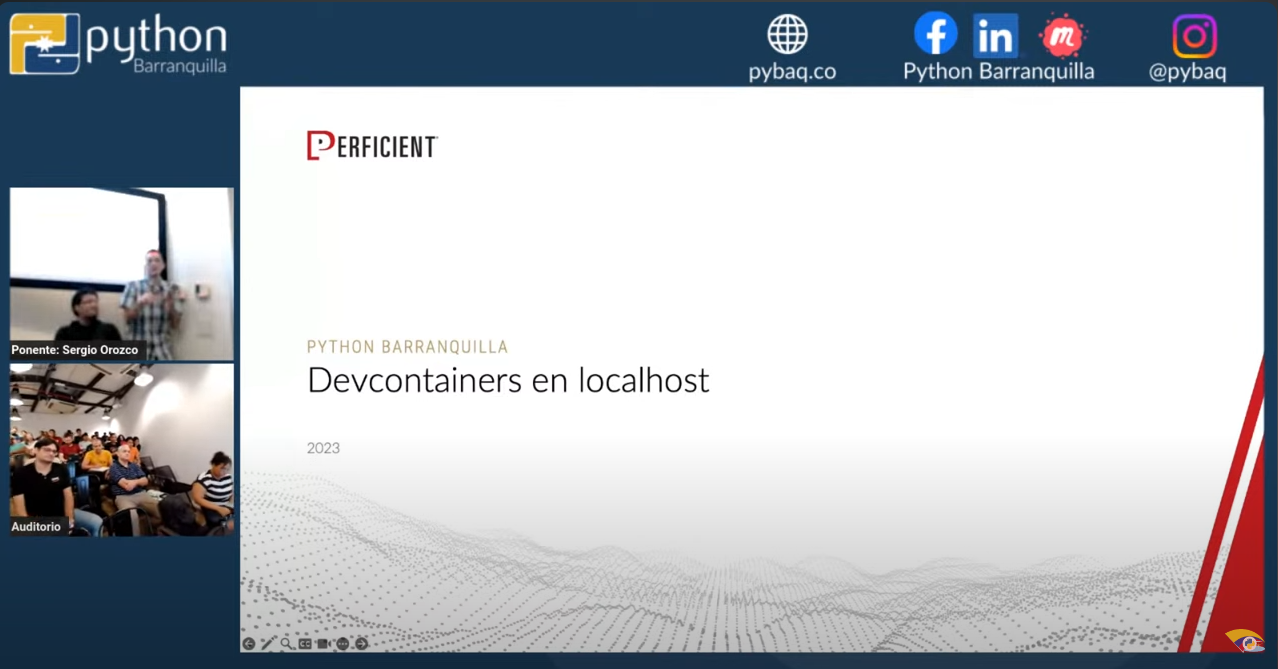 python
Barranquilla
pybaq.co
Python Barranquilla
@pybaq
PERFICIENT
Ponente: Sergio Orozco
Auditorio
PYTHON BARRANQUILLA
Devcontainers en localhost
2023